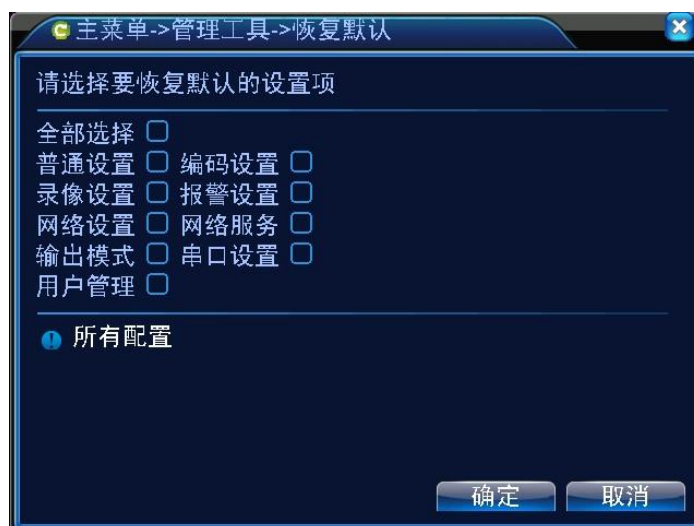 主菜单->管理工具->恢复默认
请选择要恢复默认的设置项
全部选择
普通设置 编码设置
录像设置 报警设置
网络设置 网络服务
输出模式 串口设置
用户管理
所有配置
确定 取消